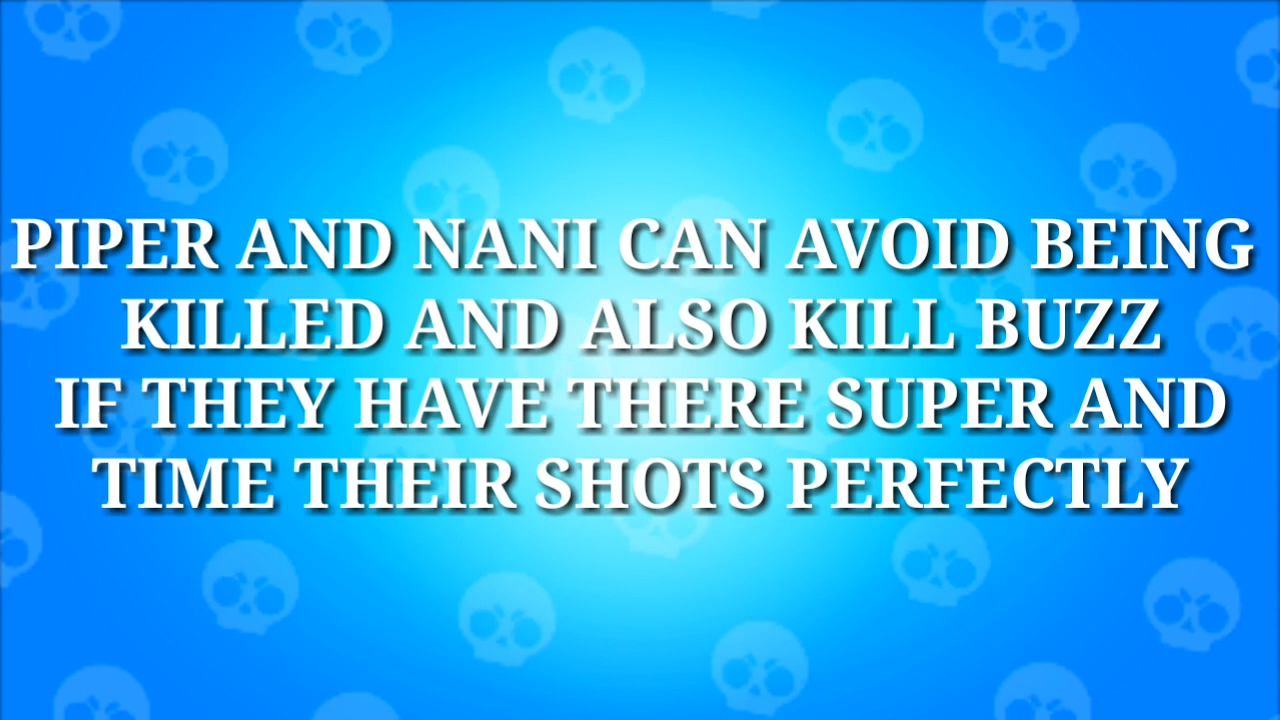 PIPER AND NANI CAN AVOID BEING
KILLED AND ALSO KILL BUZZ
IF THEY HAVE THERE SUPER AND
TIME THEIR SHOTS PERFECTLY